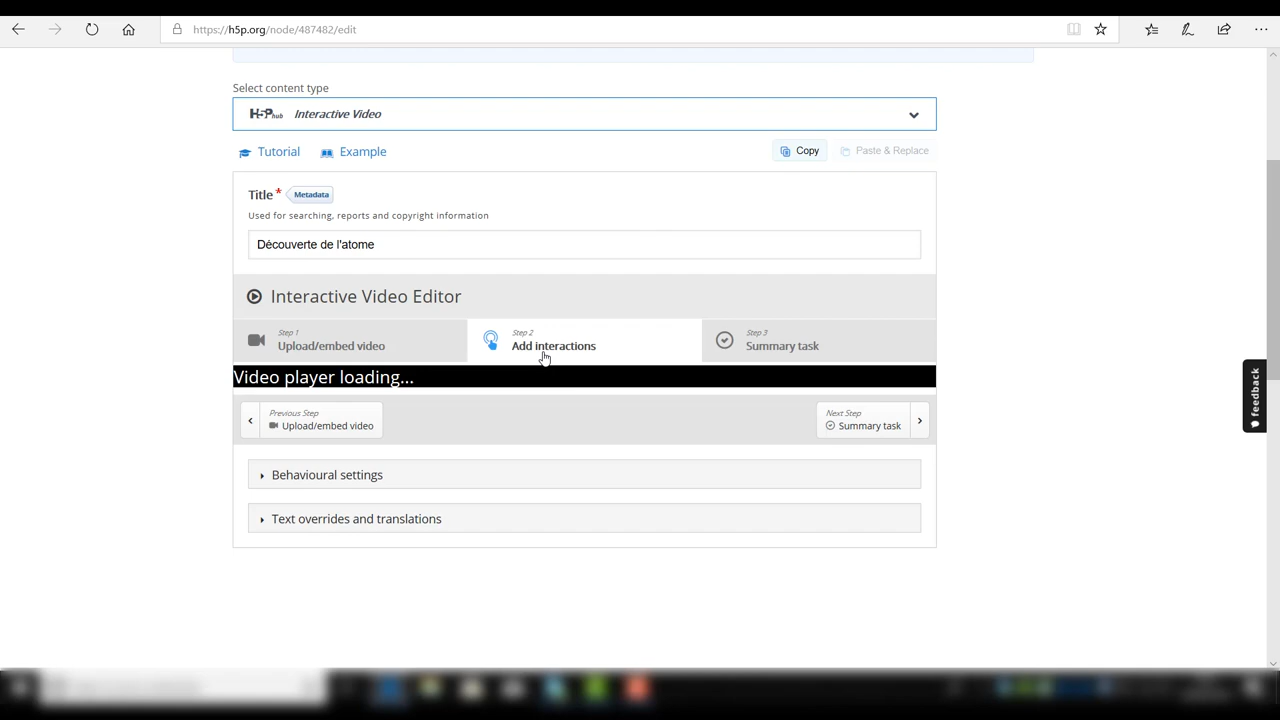 https://h5p.org/node/487482/edit
Select content type
H5P hub Interactive Video
Tutorial Example Copy Paste & Replace
Title * Metadata
Used for searching, reports and copyright information
Découverte de l'atome
Interactive Video Editor
Step 1
Upload/embed video
Step 2
Add interactions
Step 3
Summary task
Video player loading...
Previous Step
Upload/embed video
Next Step
Summary task
Behavioural settings
Text overrides and translations
feedback